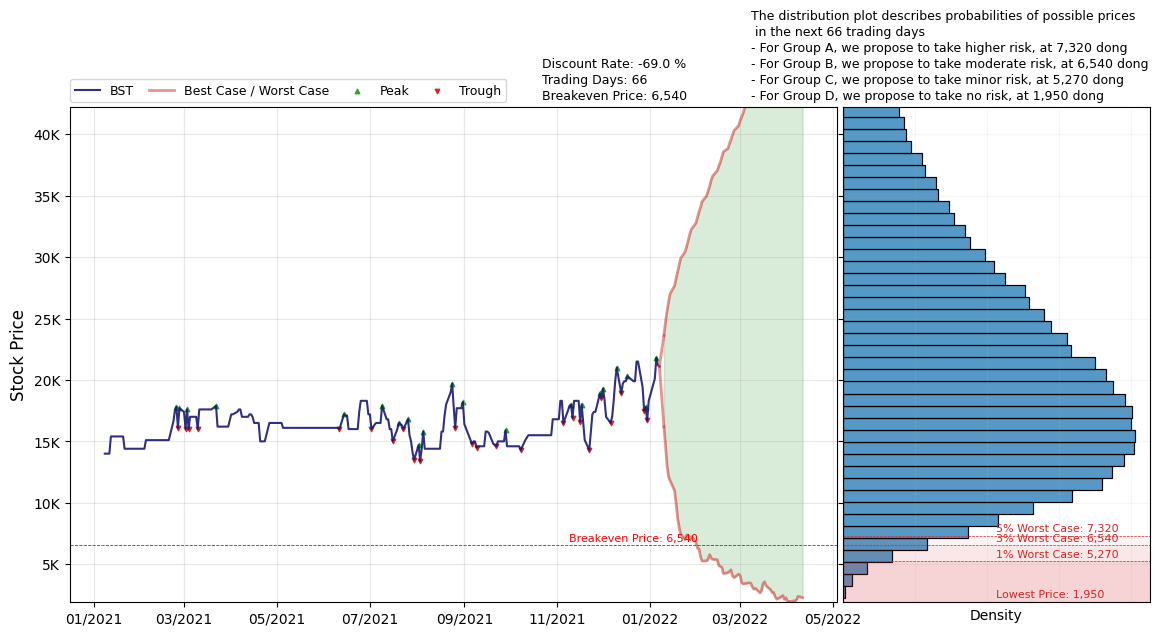 The distribution plot describes probabilities of possible prices
in the next 66 trading days
- For Group A, we propose to take higher risk, at 7,320 dong
- For Group B, we propose to take moderate risk, at 6,540 dong
- For Group C, we propose to take minor risk, at 5,270 dong
- For Group D, we propose to take no risk, at 1,950 dong
Discount Rate: -69.0 %
Trading Days: 66
Breakeven Price: 6,540
BST
Best Case / Worst Case
Peak
Trough
Stock Price
40K
35K
30K
25K
20K
15K
10K
5K
Breakeven Price: 6,540
5% Worst Case: 7,320
3% Worst Case: 6,540
1% Worst Case: 5,270
Lowest Price: 1,950
01/2021
03/2021
05/2021
07/2021
09/2021
11/2021
01/2022
03/2022
05/2022
Density